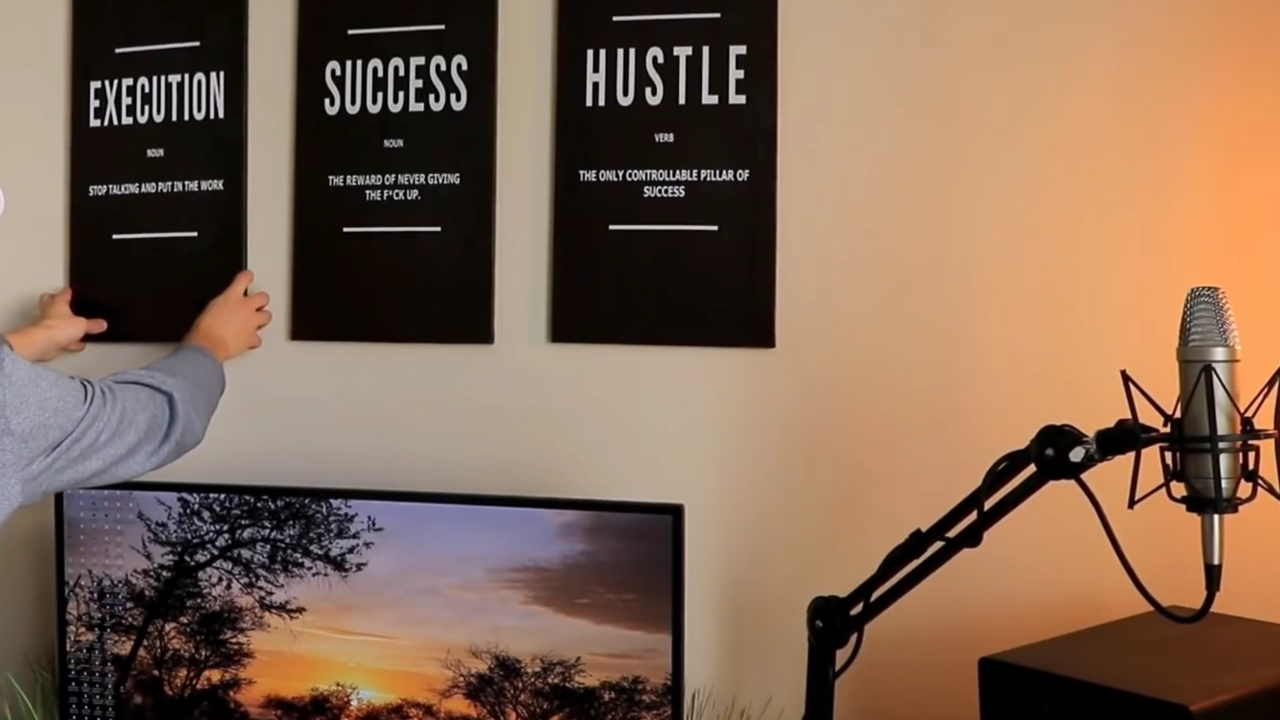 EXECUTION
NOUN
STOP TALKING AND PUT IN THE WORK
SUCCESS
NOUN
THE REWARD OF NEVER GIVING
THE F*CK UP.
HUSTLE
VERB
THE ONLY CONTROLLABLE PILLAR OF
SUCCESS